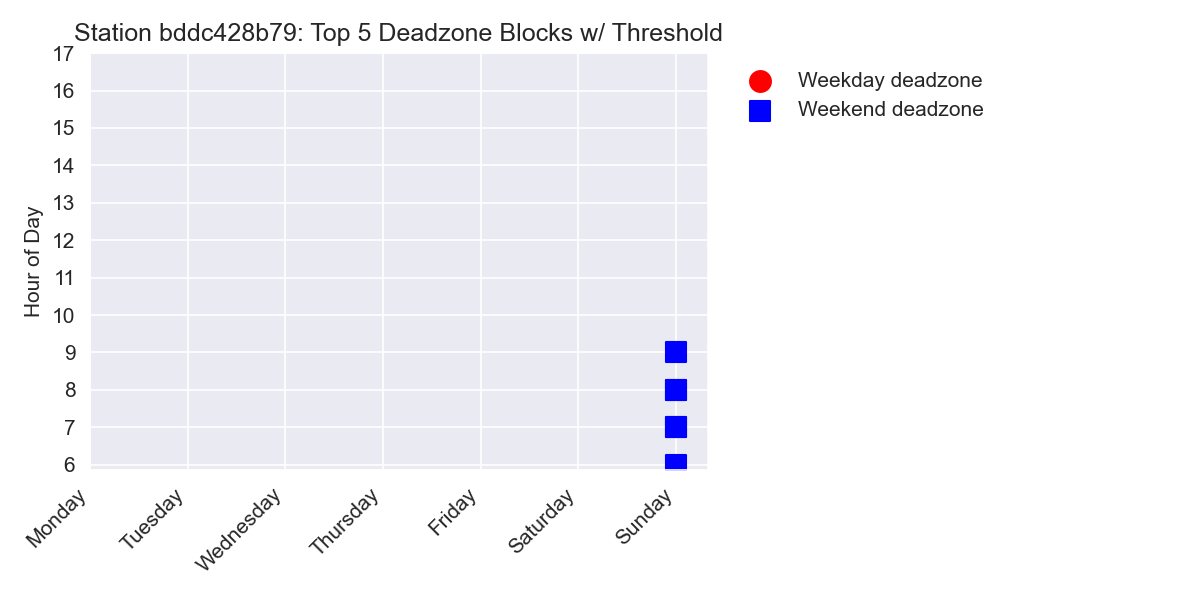 Station bddc428b79: Top 5 Deadzone Blocks w/ Threshold
17
16
15
14
13
12
11
10
9
8
7
6
Hour of Day
Monday
Tuesday
Wednesday
Thursday
Friday
Saturday
Sunday
Weekday deadzone
Weekend deadzone